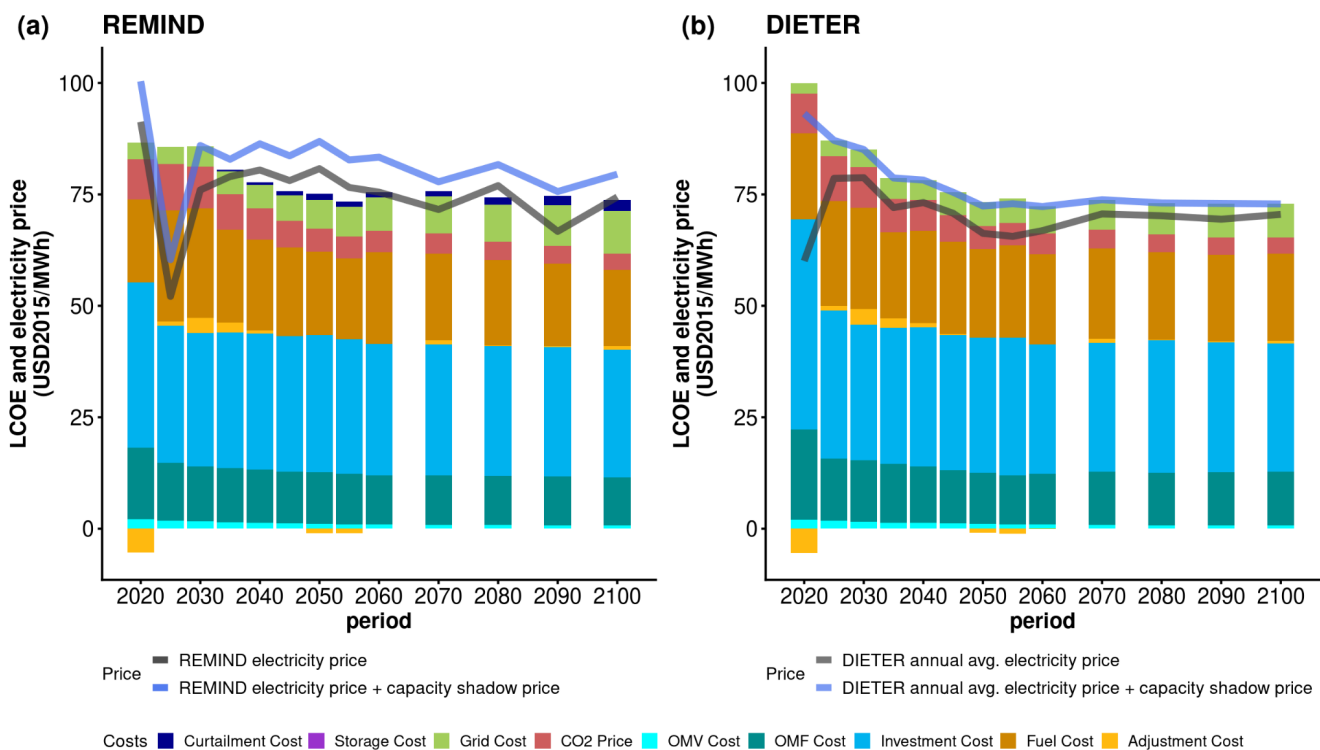 (a) REMIND
LCOE and electricity price
(USD2015/MWh)
100
75
50
25
0
2020 2030 2040 2050 2060 2070 2080 2090 2100
period
Price
REMIND electricity price
REMIND electricity price + capacity shadow price
(b) DIETER
LCOE and electricity price
(USD2015/MWh)
100
75
50
25
0
2020 2030 2040 2050 2060 2070 2080 2090 2100
period
Price
DIETER annual avg. electricity price
DIETER annual avg. electricity price + capacity shadow price
Costs Curtailment Cost Storage Cost Grid Cost CO2 Price OMV Cost OMF Cost Investment Cost Fuel Cost Adjustment Cost